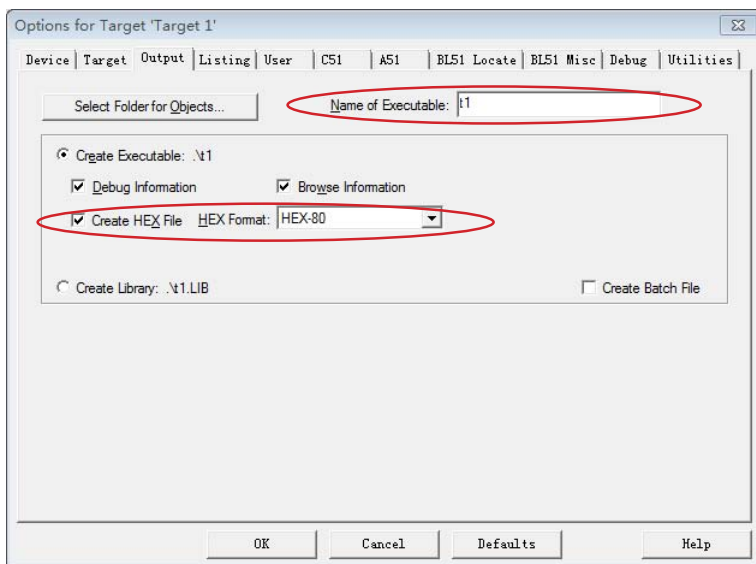 Options for Target 'Target 1'
Device Target Output Listing User C51 A51 BL51 Locate BL51 Misc Debug Utilities
Select Folder for Objects... Name of Executable: t1
Create Executable: .\t1
Debug Information Browse Information
Create HEX File HEX Format: HEX-80
Create Library: .\t1.LIB Create Batch File
OK Cancel Defaults Help